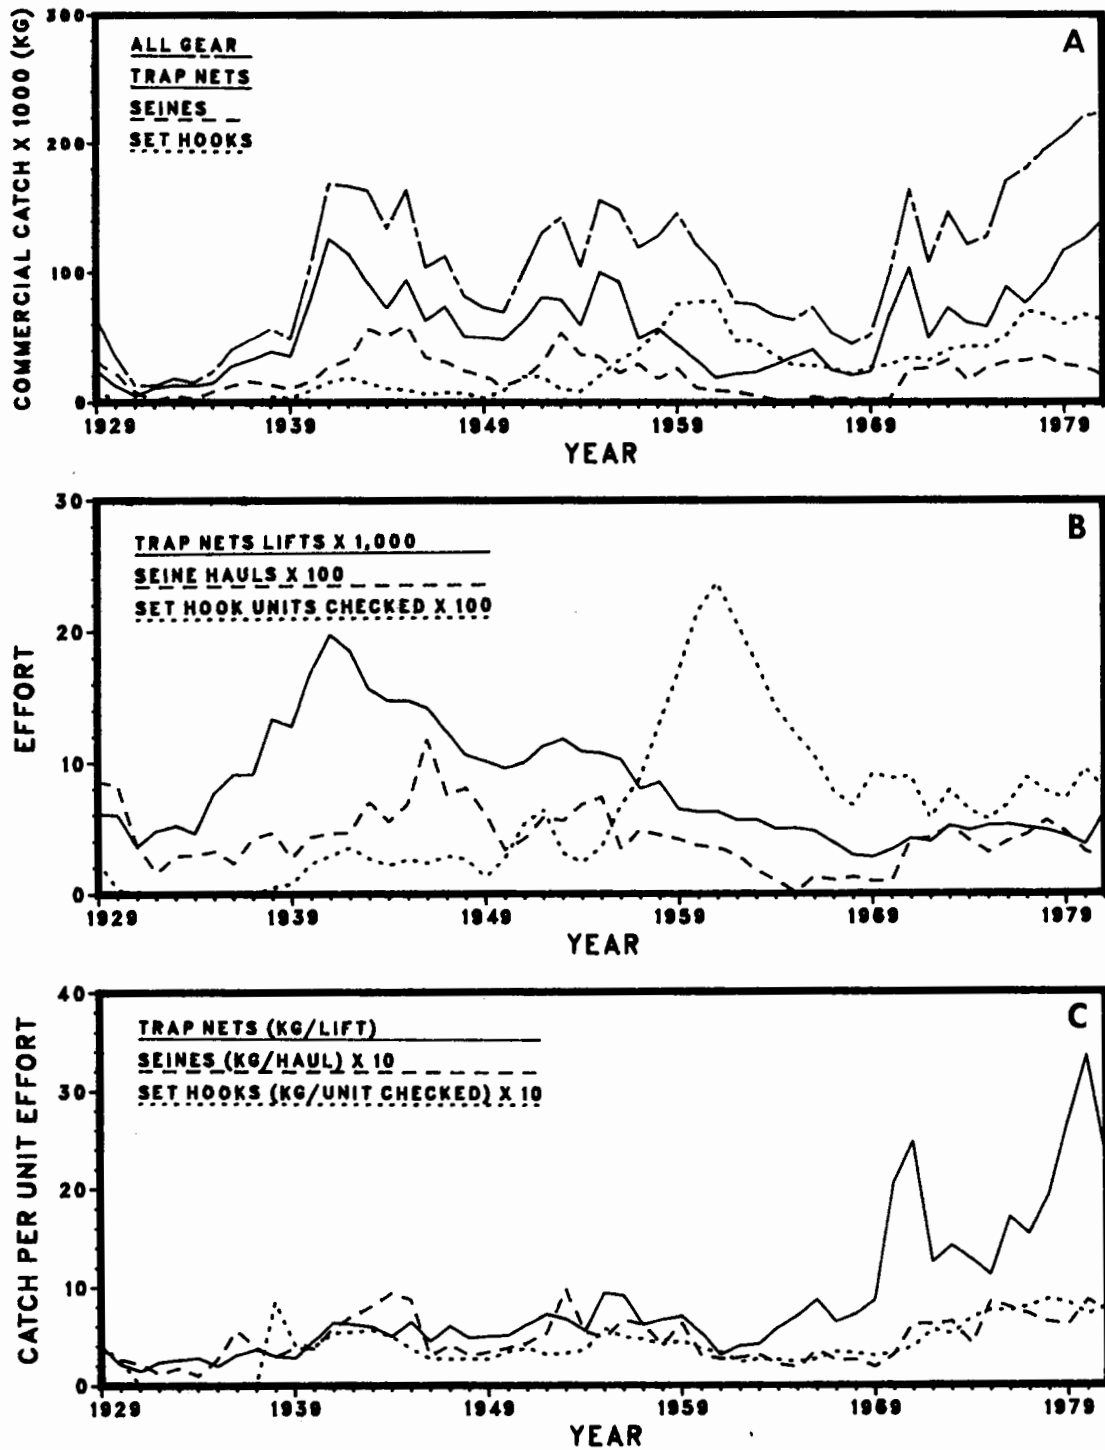 A
COMMERCIAL CATCH X 1000 (KG)
300
200
100
0
ALL GEAR
TRAP NETS
SEINES
SET HOOKS
1929 1939 1949 1959 1969 1979
YEAR
B
EFFORT
30
20
10
0
TRAP NETS LIFTS X 1,000
SEINE HAULS X 100
SET HOOK UNITS CHECKED X 100
1929 1939 1949 1959 1969 1979
YEAR
C
CATCH PER UNIT EFFORT
40
30
20
10
0
TRAP NETS (KG/LIFT)
SEINES (KG/HAUL) X 10
SET HOOKS (KG/UNIT CHECKED) X 10
1929 1939 1949 1959 1969 1979
YEAR